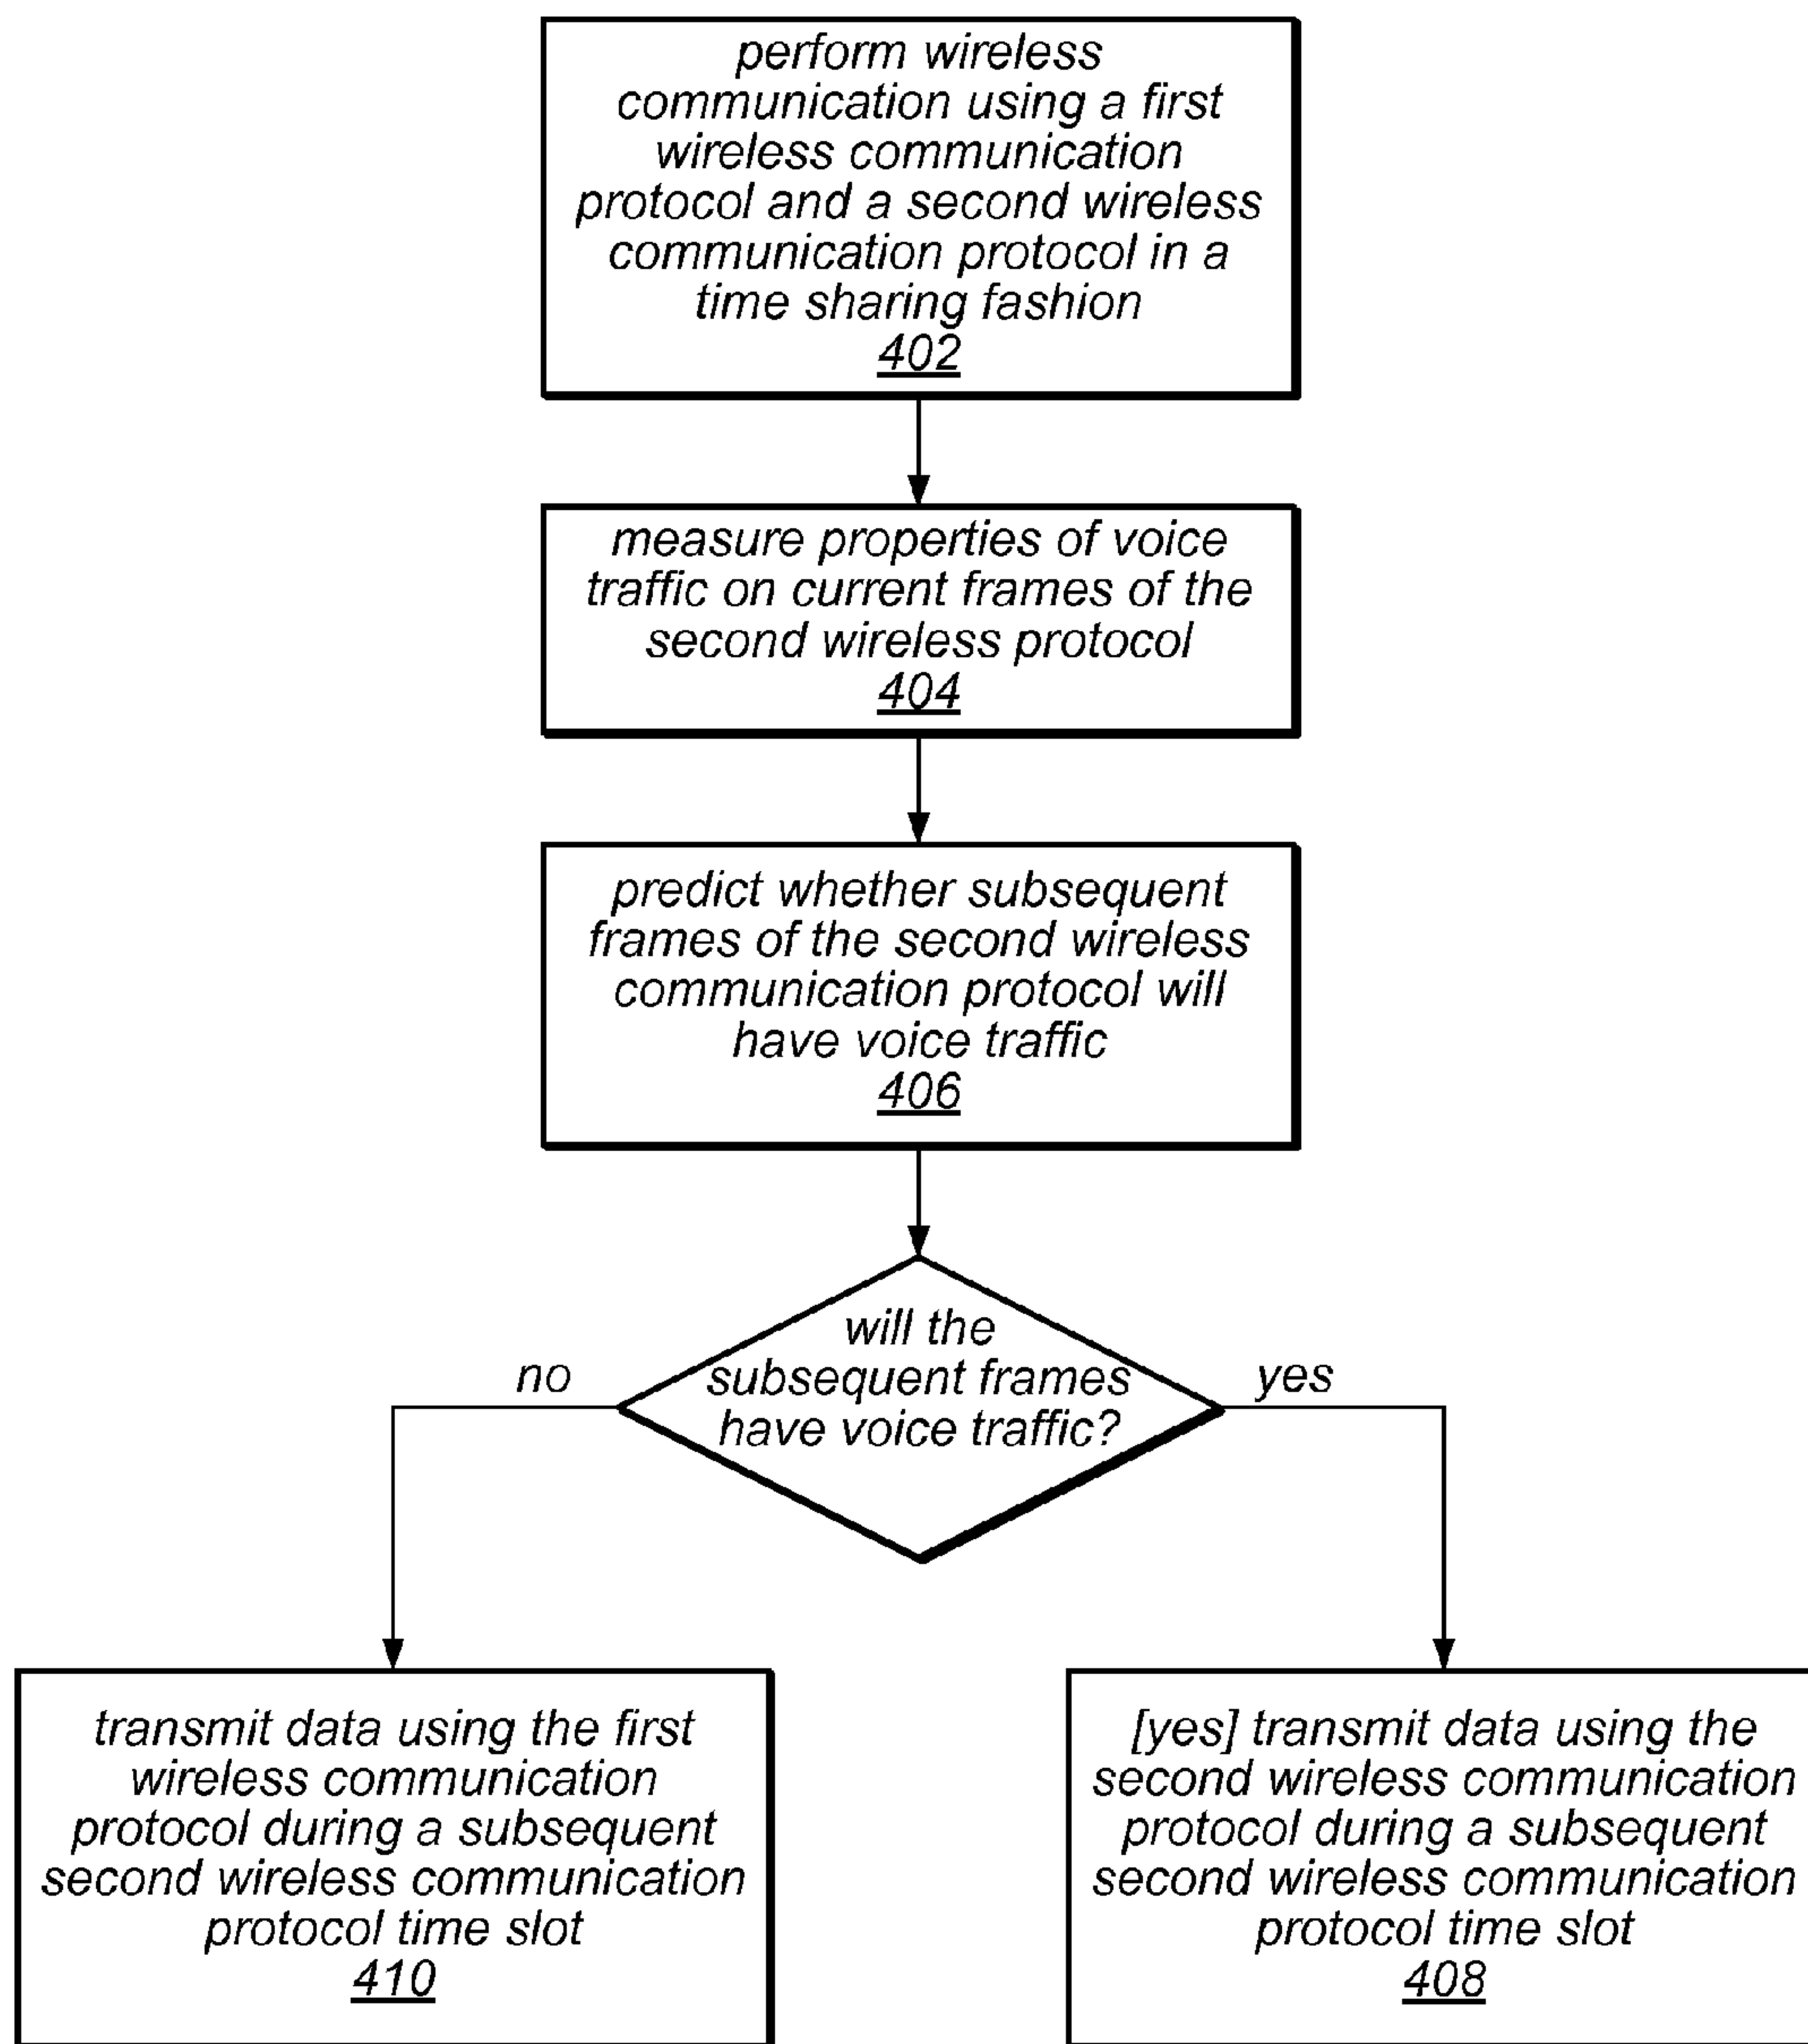 perform wireless
communication using a first
wireless communication
protocol and a second wireless
communication protocol in a
time sharing fashion
402
measure properties of voice
traffic on current frames of the
second wireless protocol
404
predict whether subsequent
frames of the second wireless
communication protocol will
have voice traffic
406
will the
subsequent frames
have voice traffic?
no
yes
transmit data using the first
wireless communication
protocol during a subsequent
second wireless communication
protocol time slot
410
[yes] transmit data using the
second wireless communication
protocol during a subsequent
second wireless communication
protocol time slot
408